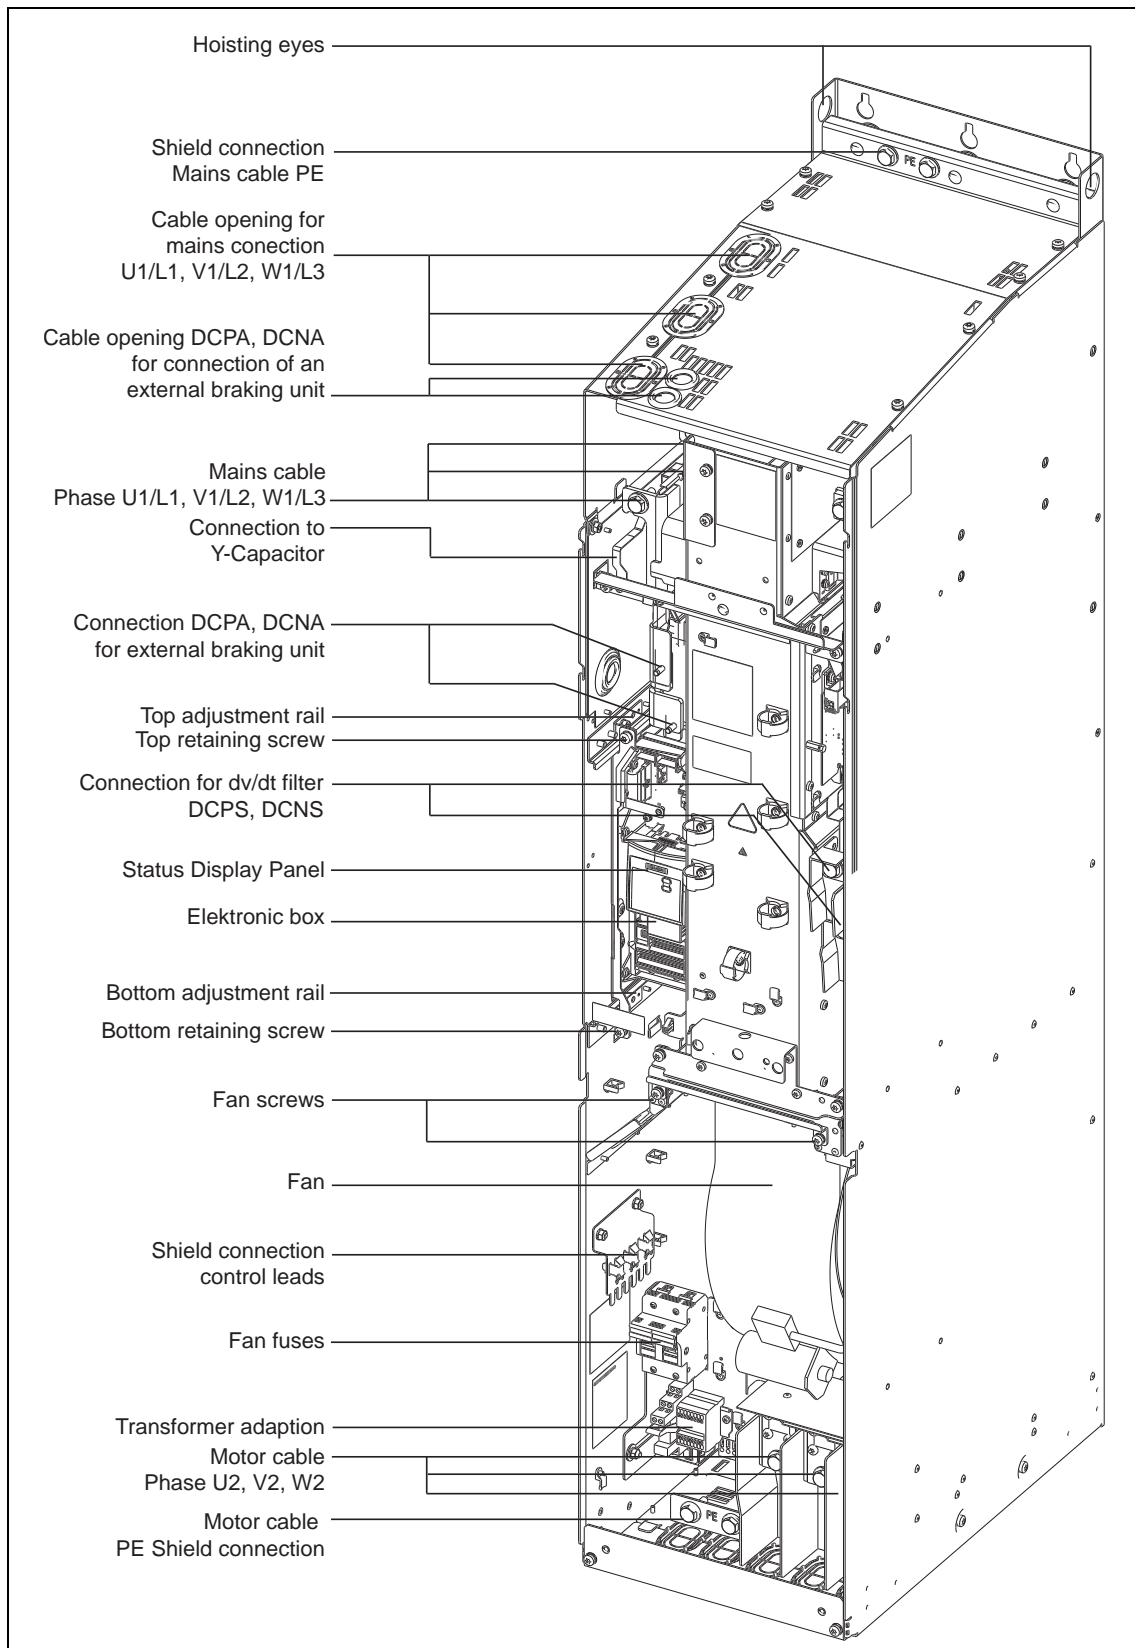 Hoisting eyes
Shield connection
Mains cable PE
PE
Cable opening for
mains conection
U1/L1, V1/L2, W1/L3
Cable opening DCPA, DCNA
for connection of an
external braking unit
Mains cable
Phase U1/L1, V1/L2, W1/L3
Connection to
Y-Capacitor
Connection DCPA, DCNA
for external braking unit
Top adjustment rail
Top retaining screw
Connection for dv/dt filter
DCPS, DCNS
Status Display Panel
Elektronic box
Bottom adjustment rail
Bottom retaining screw
Fan screws
Fan
Shield connection
control leads
Fan fuses
Transformer adaption
Motor cable
Phase U2, V2, W2
Motor cable
PE Shield connection
PE